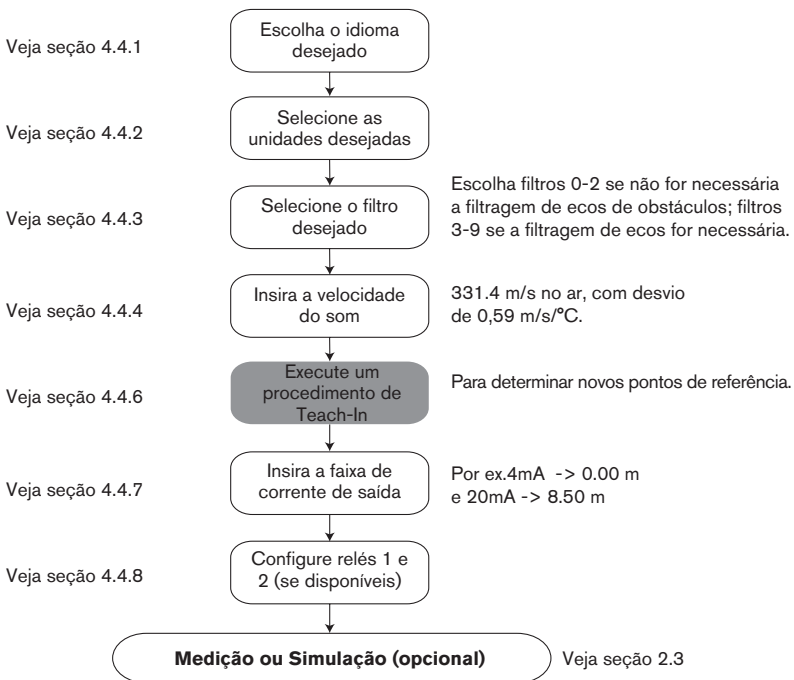 Veja seção 4.4.1
Escolha o idioma
desejado
Veja seção 4.4.2
Selecione as
unidades desejadas
Veja seção 4.4.3
Selecione o filtro
desejado
Escolha filtros 0-2 se não for necessária
a filtragem de ecos de obstáculos; filtros
3-9 se a filtragem de ecos for necessária.
Veja seção 4.4.4
Insira a velocidade
do som
331.4 m/s no ar, com desvio
de 0,59 m/s/°C.
Veja seção 4.4.6
Execute um
procedimento de
Teach-In
Para determinar novos pontos de referência.
Veja seção 4.4.7
Insira a faixa de
corrente de saída
Por ex.4mA -> 0.00 m
e 20mA -> 8.50 m
Veja seção 4.4.8
Configure relés 1 e
2 (se disponíveis)
Medição ou Simulação (opcional)
Veja seção 2.3